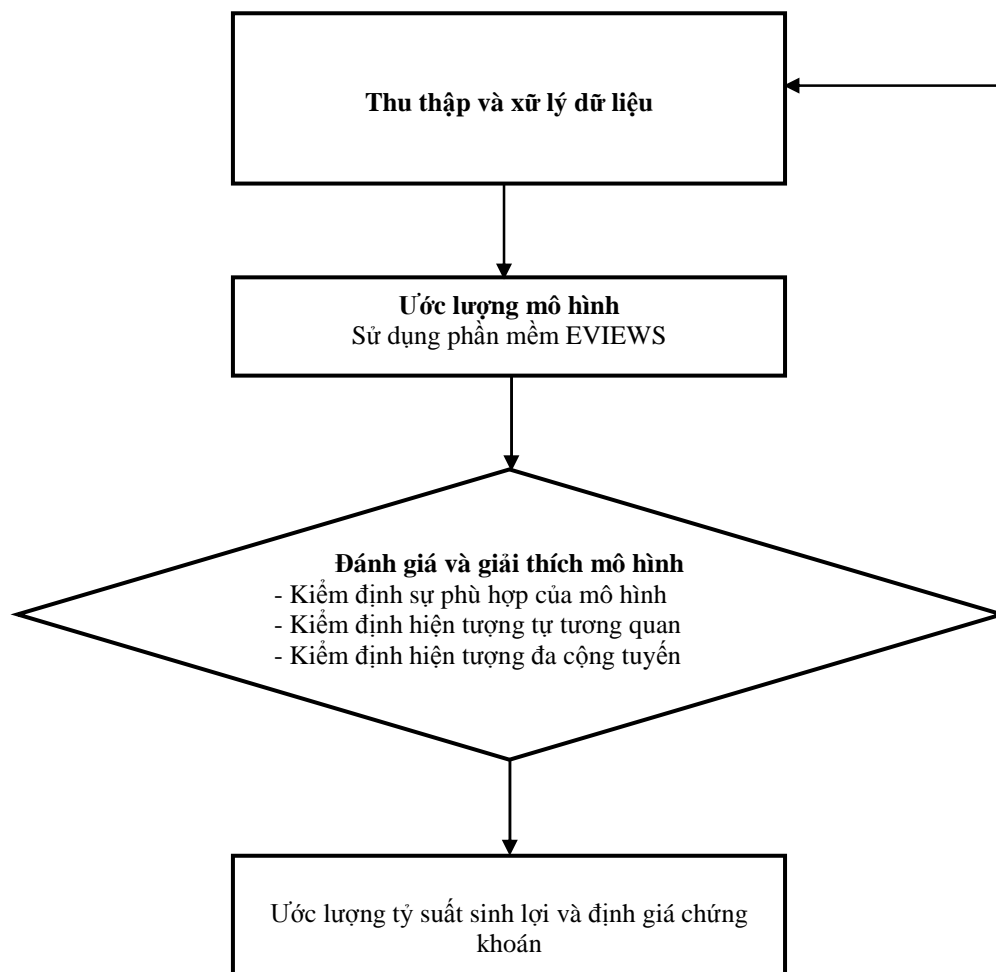 Thu thập và xữ lý dữ liệu
Ước lượng mô hình
Sử dụng phần mềm EVIEWS
Đánh giá và giải thích mô hình
- Kiểm định sự phù hợp của mô hình
- Kiểm định hiện tượng tự tương quan
- Kiểm định hiện tượng đa cộng tuyến
Ước lượng tỷ suất sinh lợi và định giá chứng
khoán